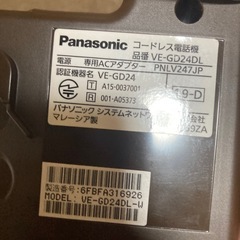 Panasonic コードレス電話機
品番 VE-GD24DL
電源 専用ACアダプター PNLV247JP
認証機器名 VE-GD24
T A15-0037001
R 001-A05373
9-D
パナソニック システムネット
マレーシア製
9ZA
製造番号:6FBFA316926
MODEL: VE-GD24DL-W